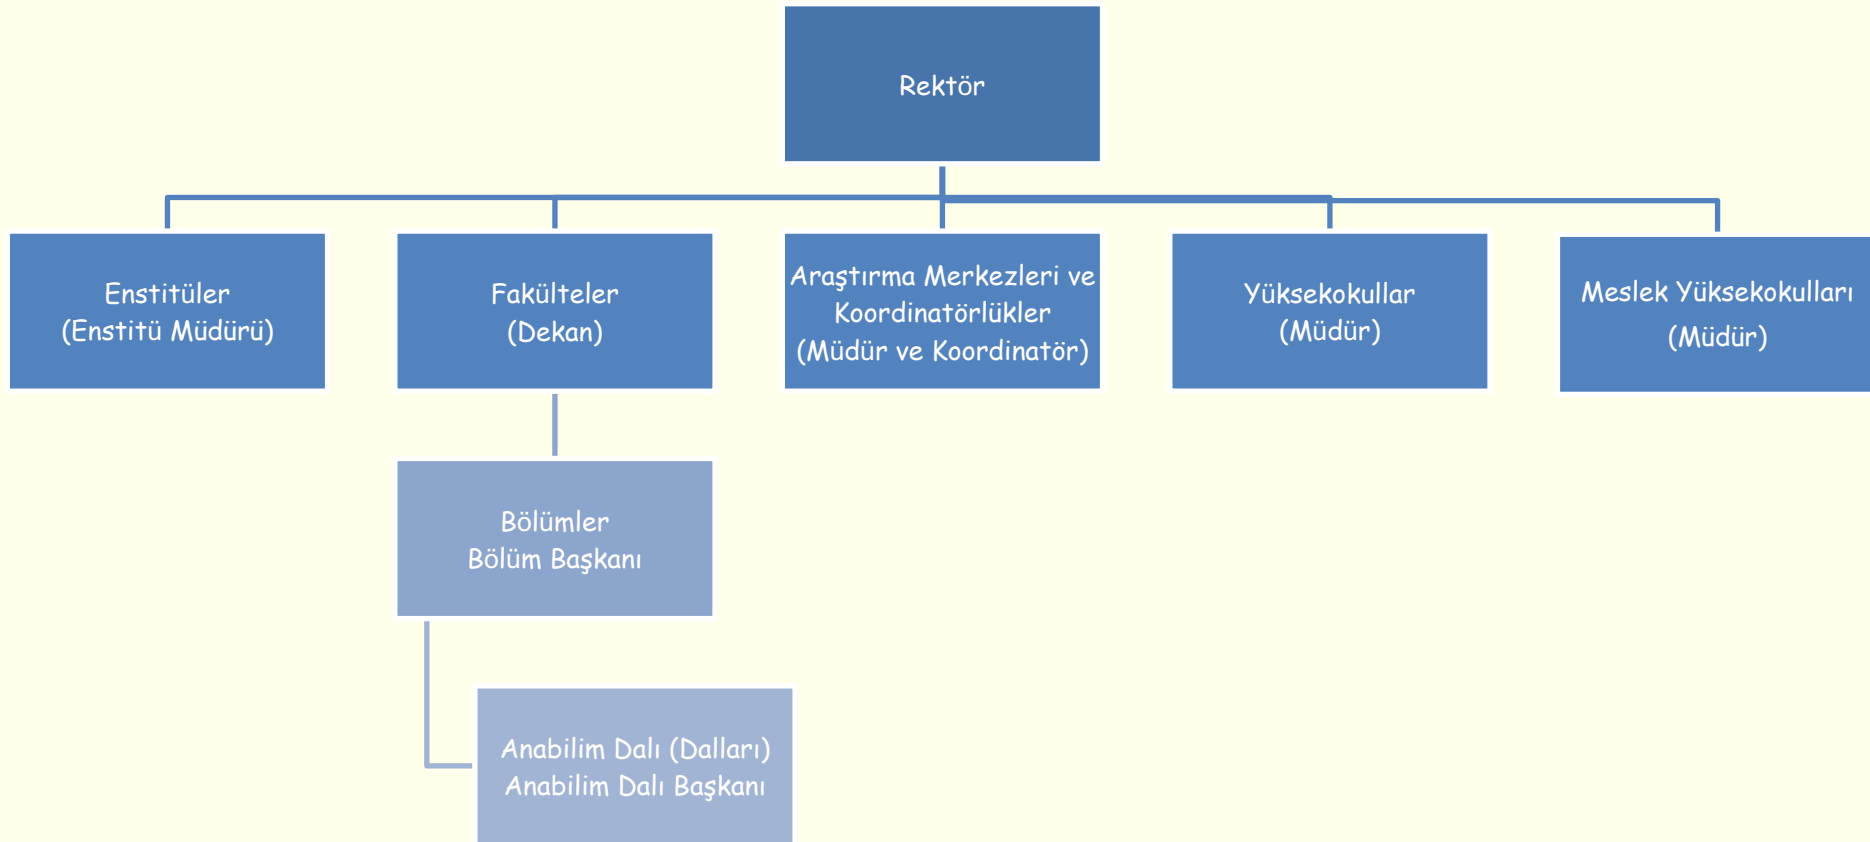 Rektör
Enstitüler
(Enstitü Müdürü)
Fakülteler
(Dekan)
Araştırma Merkezleri ve
Koordinatörlükler
(Müdür ve Koordinatör)
Yüksekokullar
(Müdür)
Meslek Yüksekokulları
(Müdür)
Bölümler
Bölüm Başkanı
Anabilim Dalı (Dalları)
Anabilim Dalı Başkanı